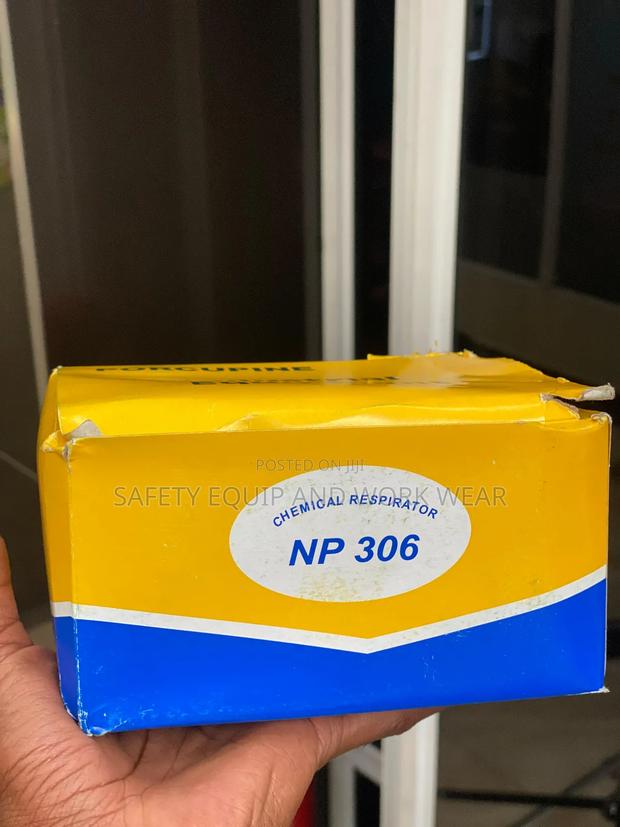 PORCUPINE
POSTED ON JIJI
SAFETY EQUIP AND WORK WEAR
CHEMICAL RESPIRATOR
NP 306